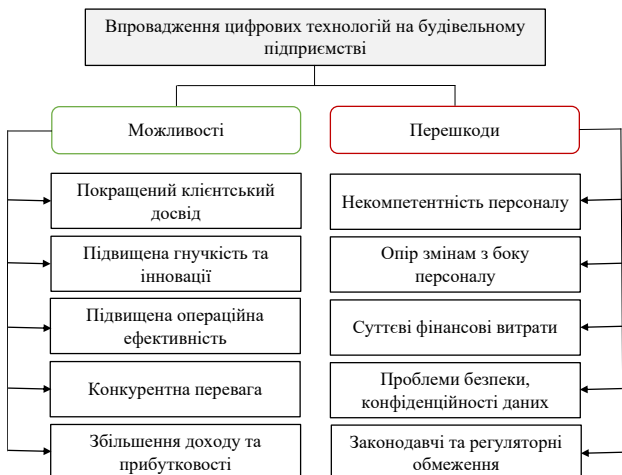 Впровадження цифрових технологій на будівельному
підприємстві
Можливості
Перешкоди
Покращений клієнтський
досвід
Підвищена гнучкість та
інновації
Підвищена операційна
ефективність
Конкурентна перевага
Збільшення доходу та
прибутковості
Некомпетентність персоналу
Опір змінам з боку
персоналу
Суттєві фінансові витрати
Проблеми безпеки,
конфіденційності даних
Законодавчі та регуляторні
обмеження